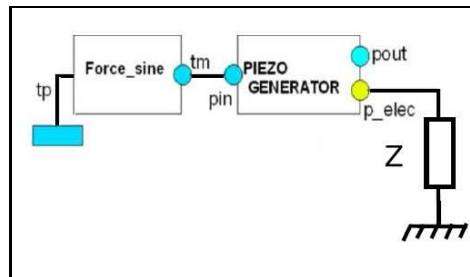 Force_sine
tm
PIEZO
GENERATOR
pout
tp
pin
p_elec
Z